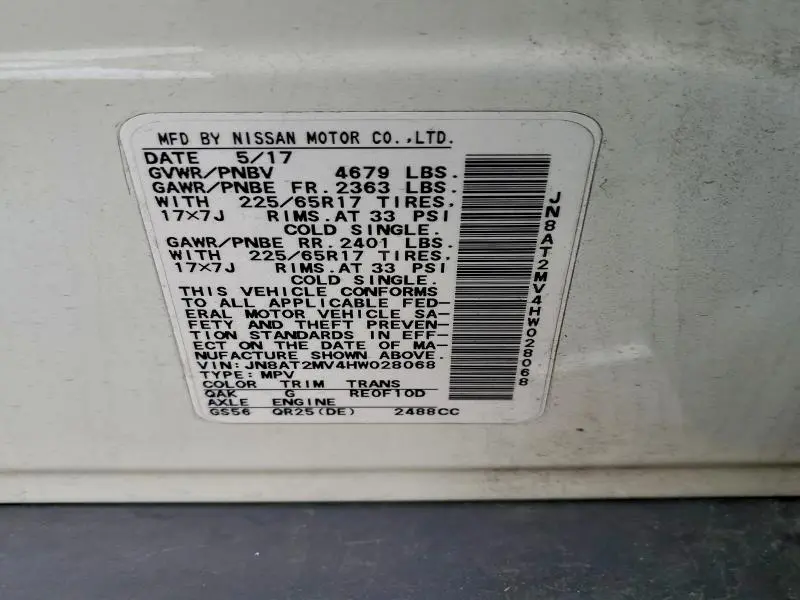 MFD BY NISSAN MOTOR CO.,LTD.
DATE 5/17
GVWR/PNBV 4679 LBS.
GAWR/PNBE FR. 2363 LBS.
WITH 225/65R17 TIRES.
17×7J RIMS.AT 33 PSI
COLD SINGLE.
GAWR/PNBE RR. 2401 LBS.
WITH 225/65R17 TIRES.
17×7J RIMS.AT 33 PSI
COLD SINGLE.
THIS VEHICLE CONFORMS
TO ALL APPLICABLE FED-
ERAL MOTOR VEHICLE SA-
FETY AND THEFT PREVEN-
TION STANDARDS IN EFF-
ECT ON THE DATE OF MA-
NUFACTURE SHOWN ABOVE.
VIN: JN8AT2MV4HW028068
TYPE: MPV
COLOR TRIM TRANS
QAK G RE0F10D
AXLE ENGINE
GS56 QR25(DE) 2488CC
JN8AT2MV4HW028068